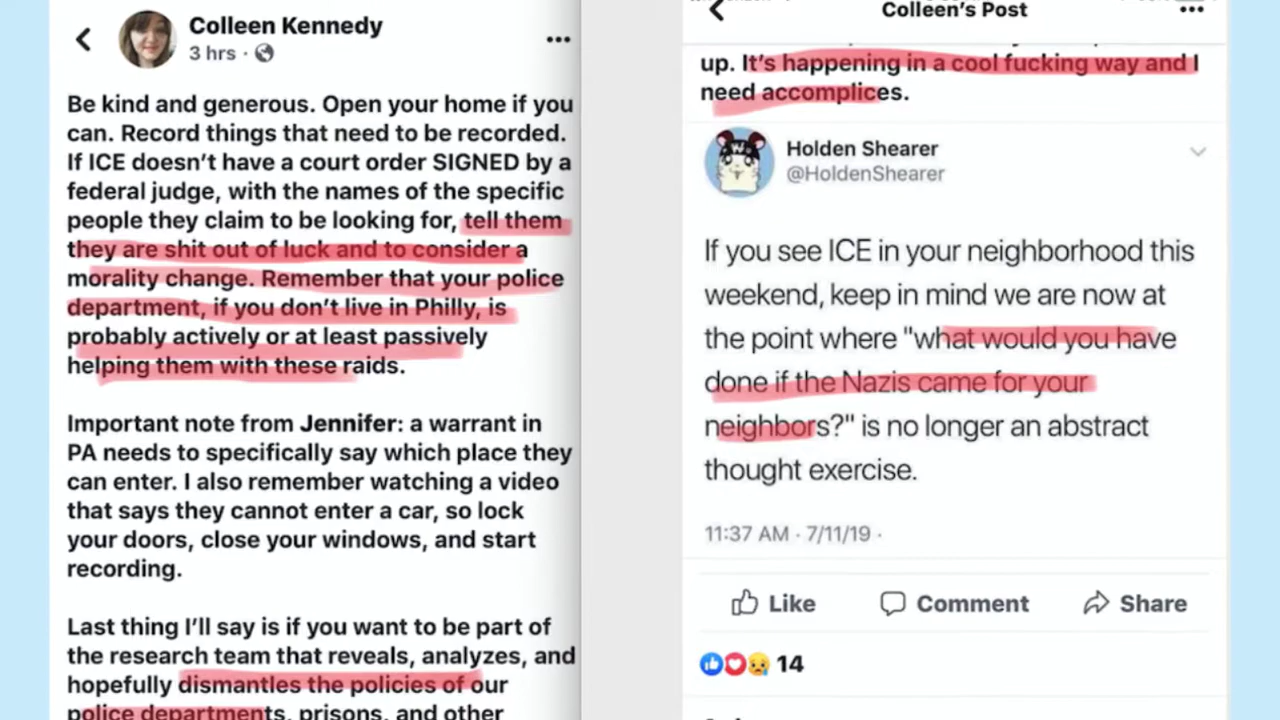 Colleen Kennedy
3 hrs ·
Be kind and generous. Open your home if you
can. Record things that need to be recorded.
If ICE doesn't have a court order SIGNED by a
federal judge, with the names of the specific
people they claim to be looking for, tell them
they are shit out of luck and to consider a
morality change. Remember that your police
department, if you don't live in Philly, is
probably actively or at least passively
helping them with these raids.
Important note from Jennifer: a warrant in
PA needs to specifically say which place they
can enter. I also remember watching a video
that says they cannot enter a car, so lock
your doors, close your windows, and start
recording.
Last thing I'll say is if you want to be part of
the research team that reveals, analyzes, and
hopefully dismantles the policies of our
police departments, prisons, and other
Colleen's Post
up. It's happening in a cool fucking way and I
need accomplices.
Holden Shearer
@HoldenShearer
If you see ICE in your neighborhood this
weekend, keep in mind we are now at
the point where "what would you have
done if the Nazis came for your
neighbors?" is no longer an abstract
thought exercise.
11:37 AM · 7/11/19 ·
Like Comment Share
14